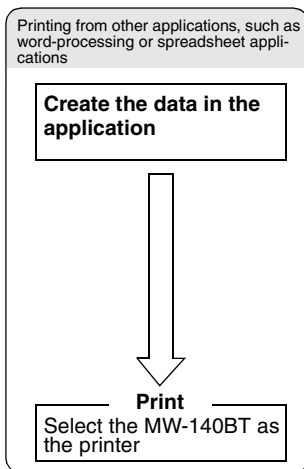 Printing from other applications, such as
word-processing or spreadsheet appli-
cations
Create the data in the
application
Print
Select the MW-140BT as
the printer